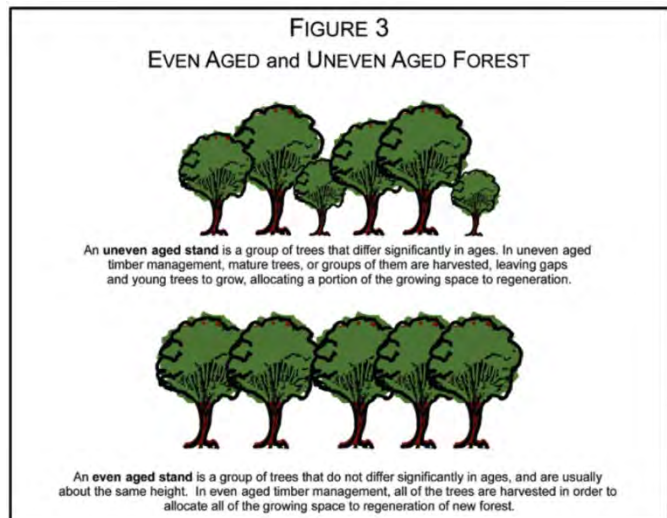 FIGURE 3
EVEN AGED and UNEVEN AGED FOREST
An uneven aged stand is a group of trees that differ significantly in ages. In uneven aged
timber management, mature trees, or groups of them are harvested, leaving gaps
and young trees to grow, allocating a portion of the growing space to regeneration.
An even aged stand is a group of trees that do not differ significantly in ages, and are usually
about the same height. In even aged timber management, all of the trees are harvested in order to
allocate all of the growing space to regeneration of new forest.